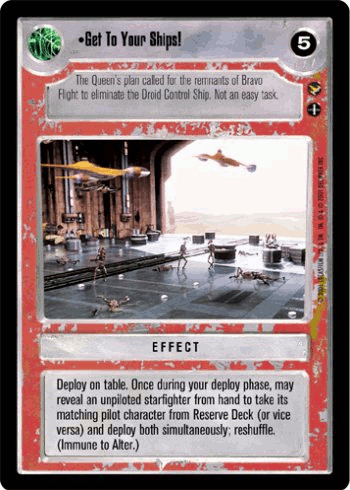 •Get To Your Ships!
5
The Queen's plan called for the remnants of Bravo
Flight to eliminate the Droid Control Ship. Not an easy task.
EFFECT
Deploy on table. Once during your deploy phase, may
reveal an unpiloted starfighter from hand to take its
matching pilot character from Reserve Deck (or vice
versa) and deploy both simultaneously; reshuffle.
(Immune to Alter.)